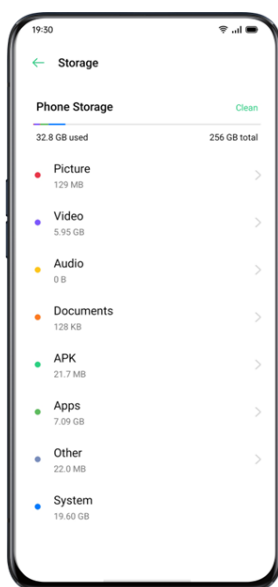 19:30
Storage
Phone Storage
Clean
32.8 GB used
256 GB total
Picture
129 MB
Video
5.95 GB
Audio
0 B
Documents
128 KB
APK
21.7 MB
Apps
7.09 GB
Other
22.0 MB
System
19.60 GB